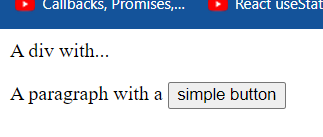 Callbacks, Promises,... React useStat
A div with...
A paragraph with a simple button